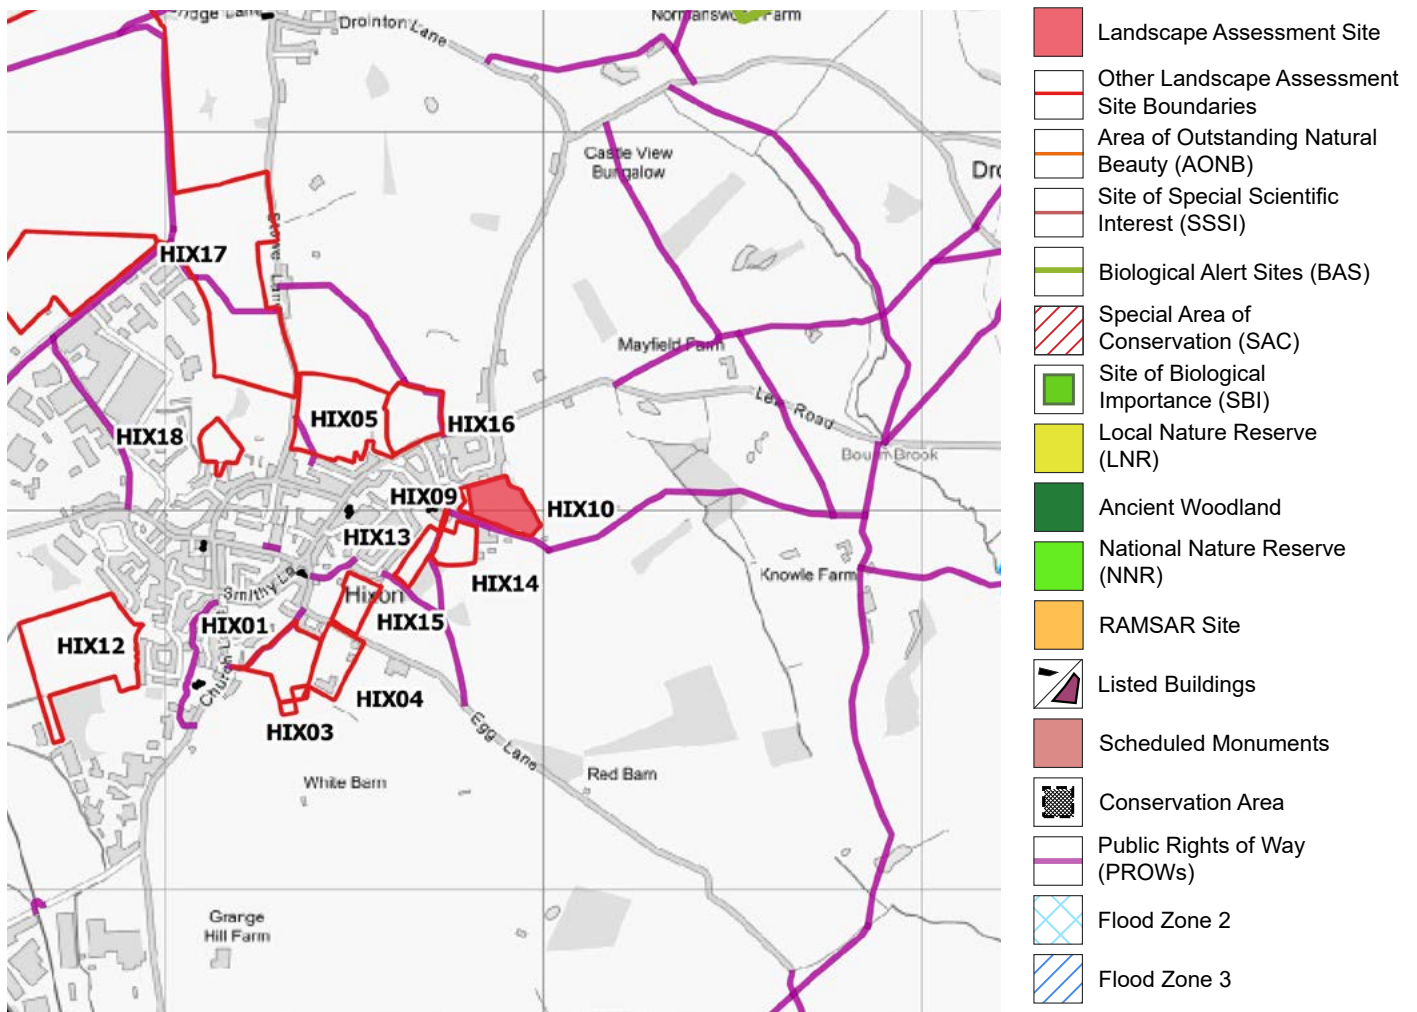 Drointon Lane
Farm
Castle View
Bungalow
HIX17
Mayfield Farm
Lea Road
HIX05
HIX16
HIX18
HIX09
HIX10
HIX13
HIX14
Knowle Farm
Smithy La
Hixon
HIX15
HIX01
HIX12
HIX04
HIX03
Egg Lane
Red Barn
White Barn
Grange
Hill Farm
Landscape Assessment Site
Other Landscape Assessment
Site Boundaries
Area of Outstanding Natural
Beauty (AONB)
Site of Special Scientific
Interest (SSSI)
Biological Alert Sites (BAS)
Special Area of
Conservation (SAC)
Site of Biological
Importance (SBI)
Local Nature Reserve
(LNR)
Ancient Woodland
National Nature Reserve
(NNR)
RAMSAR Site
Listed Buildings
Scheduled Monuments
Conservation Area
Public Rights of Way
(PROWs)
Flood Zone 2
Flood Zone 3